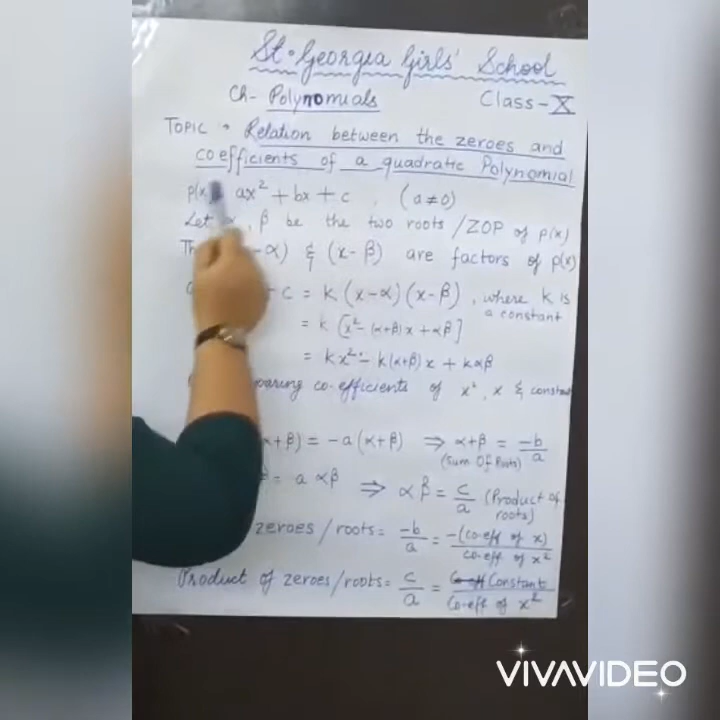 St. Georgia Girls' School
Ch- Polynomials Class-X
TOPIC - Relation between the zeroes and
coefficients of a quadratic Polynomial
p(x) ax² + bx + c , (a≠0)
Let α, β be the two roots/ZOP of p(x)
-α) & (x-β) are factors of p(x)
+ c = k(x-α)(x-β), where k is
a constant
= k [x²-(α+β)x + αβ]
= kx² - k(α+β)x + kαβ
paring co-efficients of x², x & constant
α+β) = -a(α+β) ⇒ α+β = -b/a
(Sum Of Roots)
= a αβ ⇒ αβ = c/a (Product of
roots)
zeroes/roots = -b/a = -(co-eff of x)/co-eff of x²
Product of zeroes/roots = c/a = Constant/Co-eff of x²
VIVAVIDEO